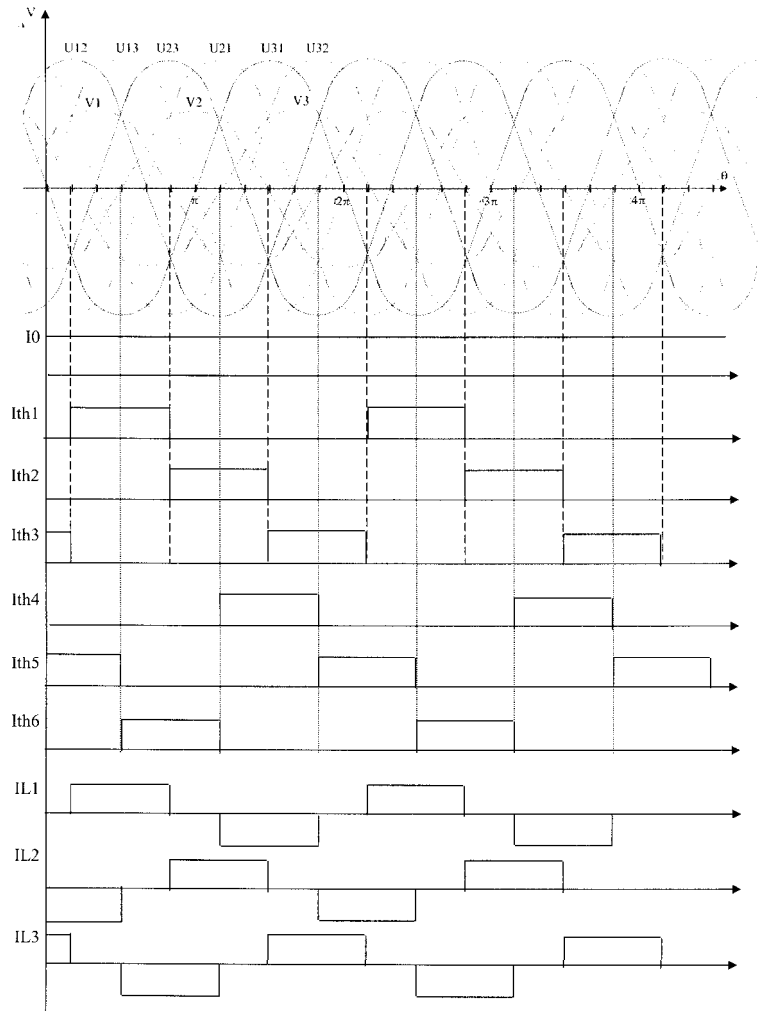 V
U12 U13 U23 U21 U31 U32
V1 V2 V3
θ
π 2π 3π 4π
I0
Ith1
Ith2
Ith3
Ith4
Ith5
Ith6
IL1
IL2
IL3